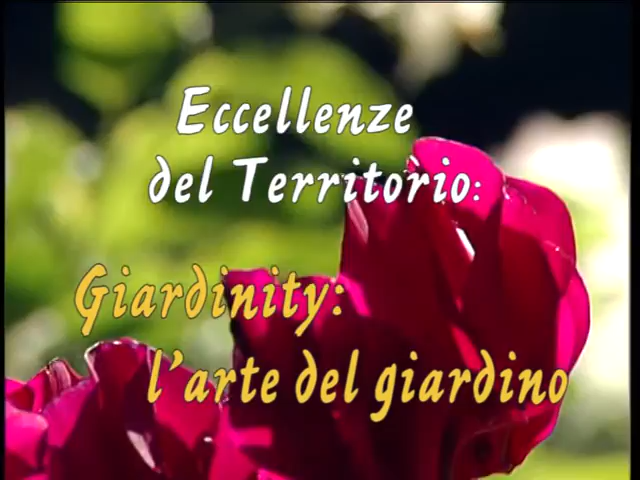 Eccellenze
del Territorio:
Giardinity:
l'arte del giardino